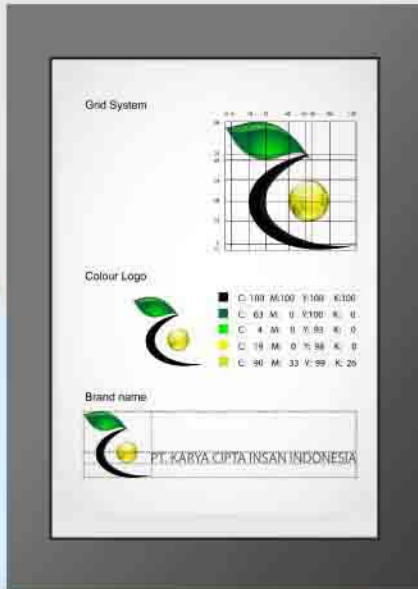 Grid System
Colour Logo
C: 100 M:100 Y:100 K:100
C: 63 M: 0 Y:100 K: 0
C: 4 M: 0 Y: 93 K: 0
C: 19 M: 0 Y: 98 K: 0
C: 90 M: 33 Y: 99 K: 26
Brand name
PT. KARYA CIPTA INSAN INDONESIA